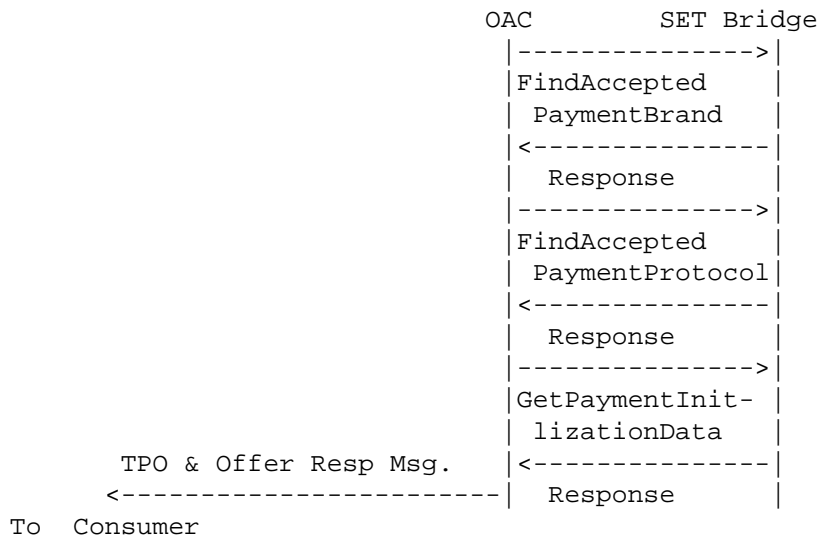 OAC SET Bridge
|--------------->|
|FindAccepted |
| PaymentBrand |
|<---------------|
| Response |
|--------------->|
|FindAccepted |
| PaymentProtocol|
|<---------------|
| Response |
|--------------->|
|GetPaymentInit- |
| lizationData |
TPO & Offer Resp Msg. |<---------------|
<------------------------| Response |
To Consumer